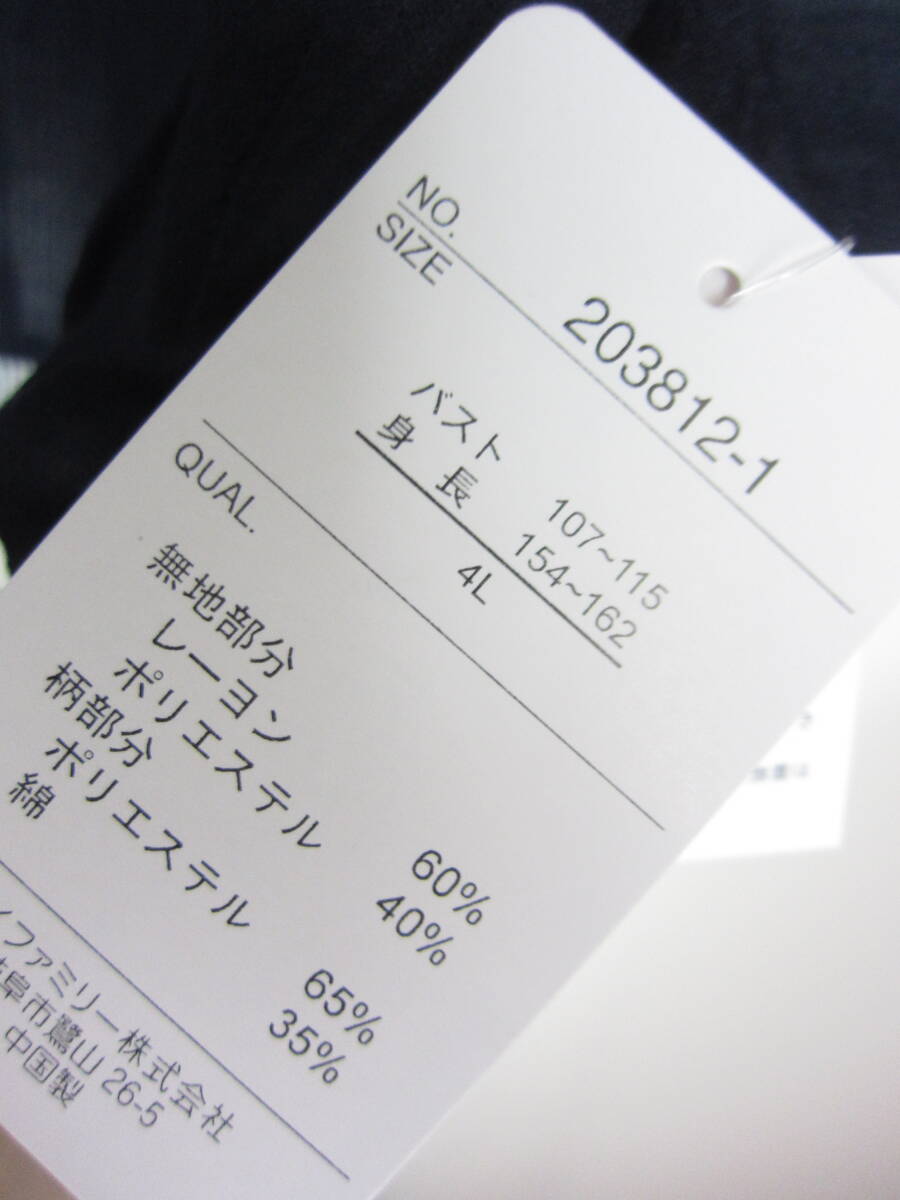 NO. 203812-1
SIZE
バスト 107~115
身 長 154~162
4L
QUAL.
無地部分
レーヨン 60%
ポリエステル 40%
柄部分
ポリエステル 65%
綿 35%
ファミリー株式会社
阜市鷺山 26-5
中国製